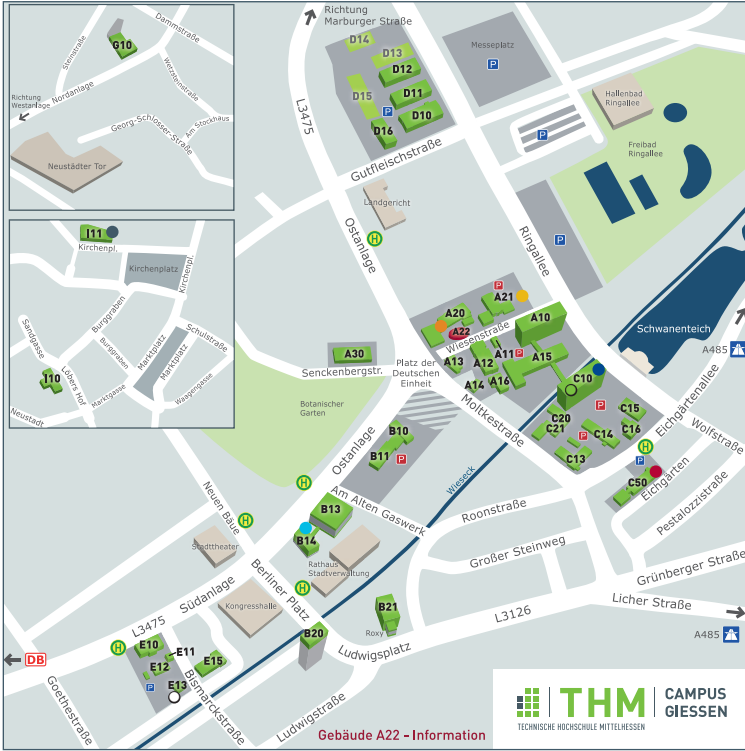 G10
Dammstraße
Steinstraße
Wetzsteinstraße
Nordanlage
Richtung
Westanlage
Georg-Schlosser-Straße
Am Stockhaus
Neustädter Tor
I11
Kirchenpl.
Kirchenplatz
Kirchenpl.
Burggraben
Sandgasse
Burggraben
Marktplatz
Marktplatz
Schulstraße
I10
Löbers Hof
Marktgasse
Waagengasse
Neustadt
Richtung
Marburger Straße
L3475
D14
D13
D12
D15
D11
P
D10
D16
Messeplatz
P
Hallenbad
Ringallee
P
Freibad
Ringallee
Gutfleischstraße
Landgericht
H
Ostanlage
Ringallee
P
P
A21
A20
A22
A10
Wiesenstraße
Schwanenteich
A485
A30
Senckenbergstr.
Platz der
Deutschen
Einheit
A13
A12
A11
P
A15
A14
A16
C10
Botanischer
Garten
Moltkestraße
P
C15
C20
C21
P
C14
C16
C13
Eichgärtenallee
Wolfstraße
H
P
C50
Eichgärten
Pestalozzistraße
B10
B11
P
Ostanlage
Wieseck
Am Alten Gaswerk
Roonstraße
H
Neuen Bäue
H
B13
B14
Stadttheater
Rathaus
Stadtverwaltung
Großer Steinweg
Grünberger Straße
Licher Straße
A485
Berliner Platz
H
Südanlage
Kongresshalle
B21
Roxy
L3126
L3475
H
E10
E11
E12
E15
P
E13
B20
Ludwigsplatz
DB
Goethestraße
Bismarckstraße
Ludwigstraße
Gebäude A22 - Information
THM
CAMPUS
GIESSEN
TECHNISCHE HOCHSCHULE MITTELHESSEN